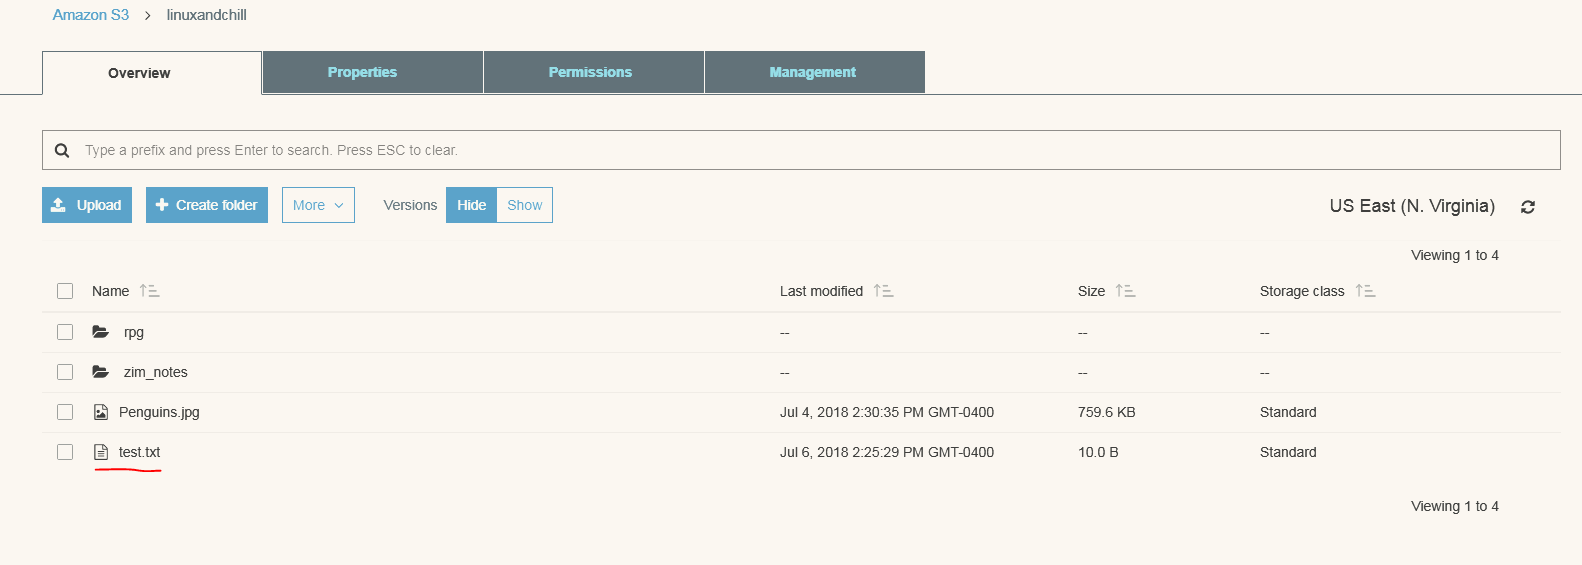 Amazon S3 > linuxandchill
Overview Properties Permissions Management
Type a prefix and press Enter to search. Press ESC to clear.
Upload Create folder More Versions Hide Show US East (N. Virginia)
Viewing 1 to 4
Name Last modified Size Storage class
rpg -- -- --
zim_notes -- -- --
Penguins.jpg Jul 4, 2018 2:30:35 PM GMT-0400 759.6 KB Standard
test.txt Jul 6, 2018 2:25:29 PM GMT-0400 10.0 B Standard
Viewing 1 to 4